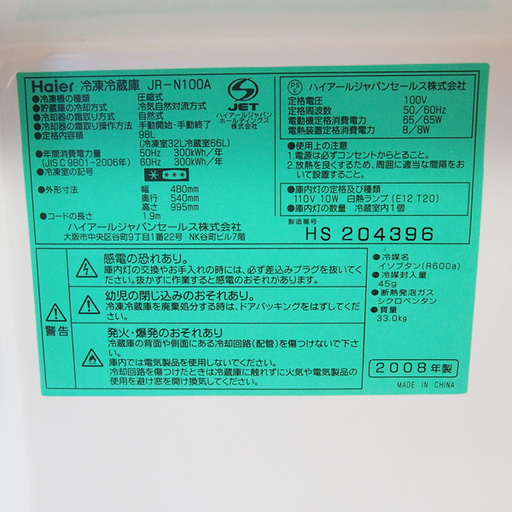 Haier 冷凍冷蔵庫 JR-N100A
●冷凍機の種類 圧縮式
●貯蔵庫の冷却方式 冷気自然対流方式
●冷却器の霜取り方式 自然式
●冷却器の霜取り操作方式 手動開始・手動終了
●定格内容積 98L
(冷凍室32L冷蔵室66L)
●年間消費電力量 50Hz 300kWh/年
(JIS C 9801-2006年) 60Hz 300kWh/年
●冷凍室の記号 * ***
●外形寸法 幅 480mm
奥行 540mm
高さ 995mm
●コードの長さ 1.9m
ハイアールジャパンセールス株式会社
大阪市中央区谷町9丁目1番22号 NK谷町ビル7階
S
JET
ハイアールジャパン
ホールディングス
株式会社
PS
E
ハイアールジャパンセールス株式会社
定格電圧 100V
定格周波数 50/60Hz
電動機定格消費電力 65/65W
電熱装置定格消費電力 8/8W
●使用上の注意
1.電源は必ずコンセントからとること。
2.放熱を良くするため、周囲に適当な間隔をお
いて設置すること。
●庫内灯の定格及び種類
110V 10W 白熱ランプ(E12 T20)
●庫内灯の数量 冷蔵室内1個
製造番号
HS 204396
警告
感電の恐れあり。
庫内灯の交換やお手入れの時には、必ず差込みプラグを抜いてく
ださい。抜かずに作業すると感電のおそれがあります。
幼児の閉じ込みのおそれあり
冷凍冷蔵庫を廃棄処分する時は、ドアパッキングをはずしてくだ
さい。
発火・爆発のおそれあり
冷蔵庫の背面や側面にある冷却回路(配管)を傷つけないで下
さい。
庫内では電気製品を使用しないでください。
冷却回路を傷つけたときは冷蔵庫に触れずに火気や電気製品の
使用を避け窓を開け換気してください。
●冷媒名
イソブタン(R600a)
●冷媒封入量
45g
●断熱発泡ガス
シクロペンタン
●質量
33.0kg
2008年製
MADE IN CHINA